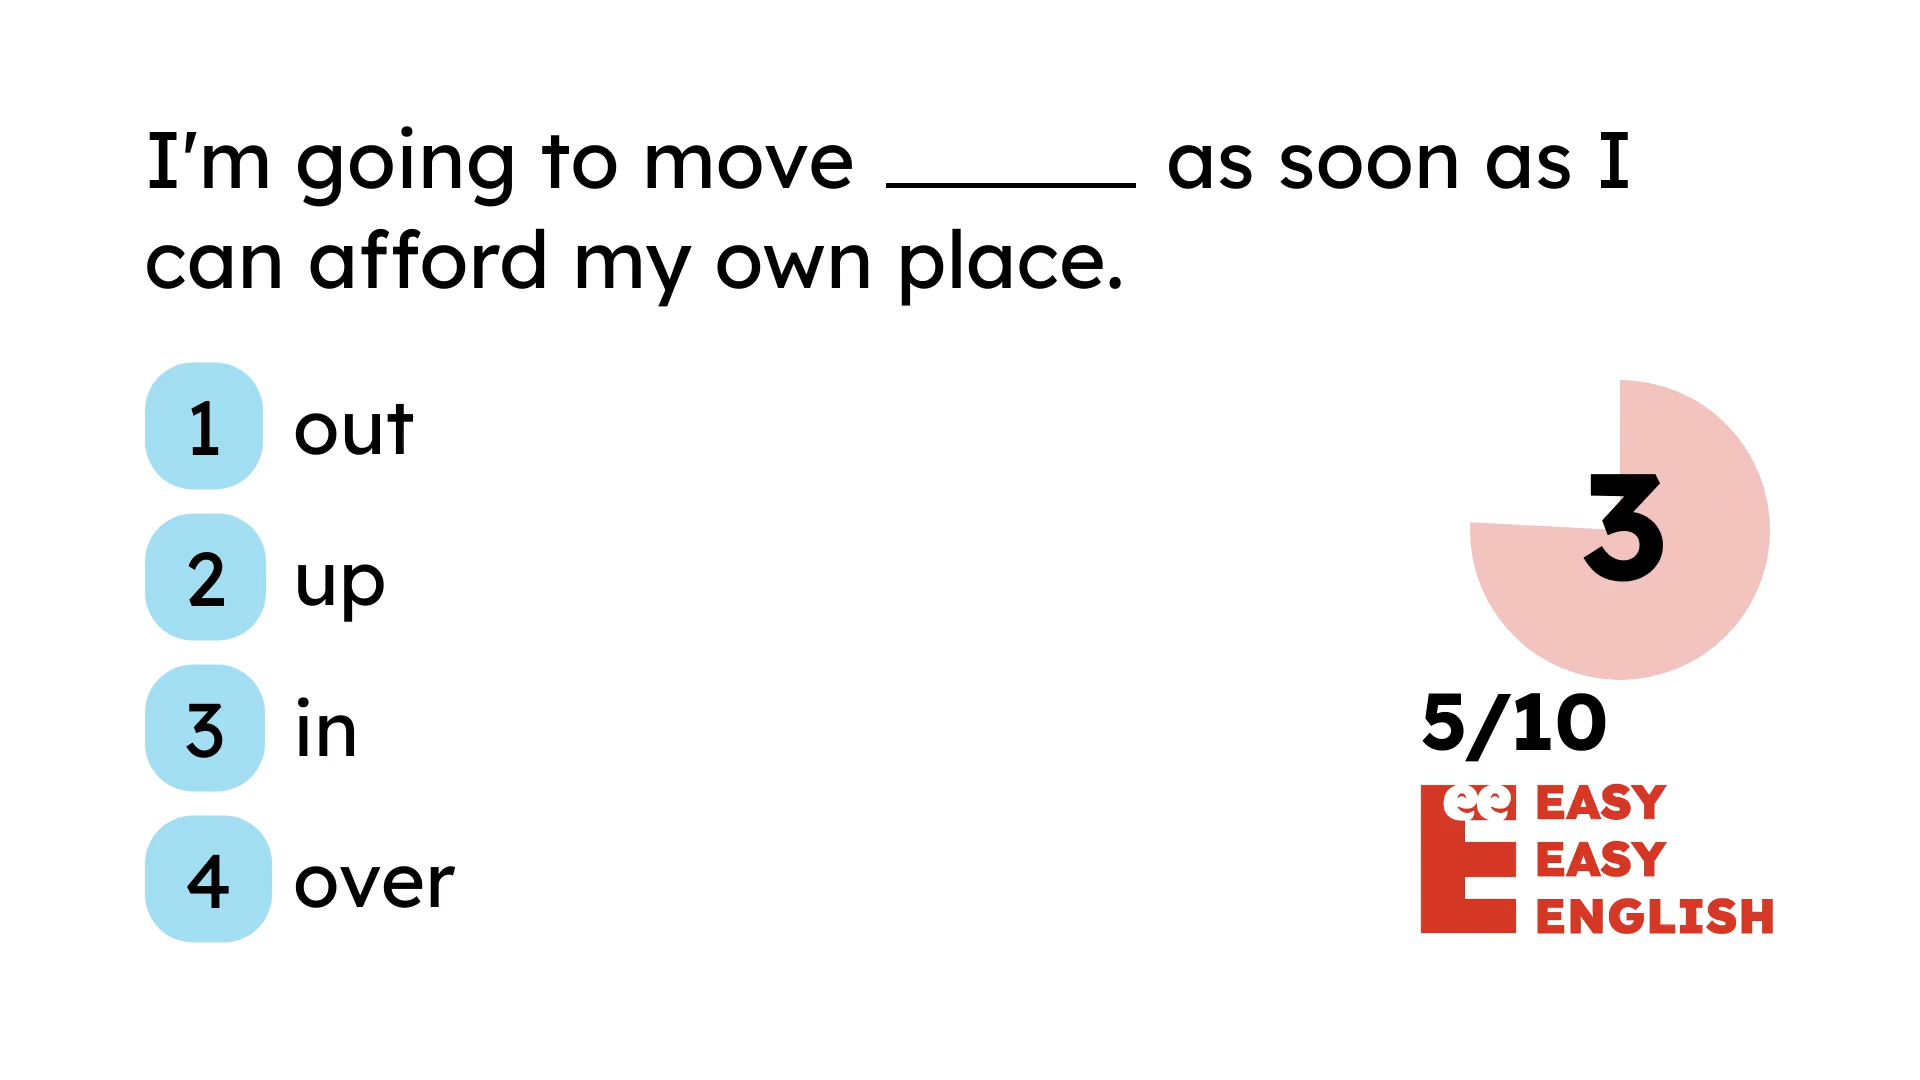 I'm going to move ______ as soon as I
can afford my own place.
1 out
2 up
3 in
4 over
3
5/10
ee EASY
EASY
E ENGLISH